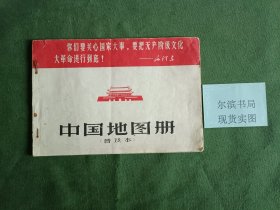 你们要关心国家大事，要把无产阶级文化
大革命进行到底！
——毛泽东
中国地图册
（普及本）
尔滨书局
现货实图